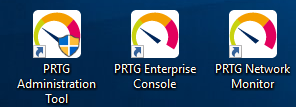 PRTG
Administration
Tool
PRTG Enterprise
Console
PRTG Network
Monitor